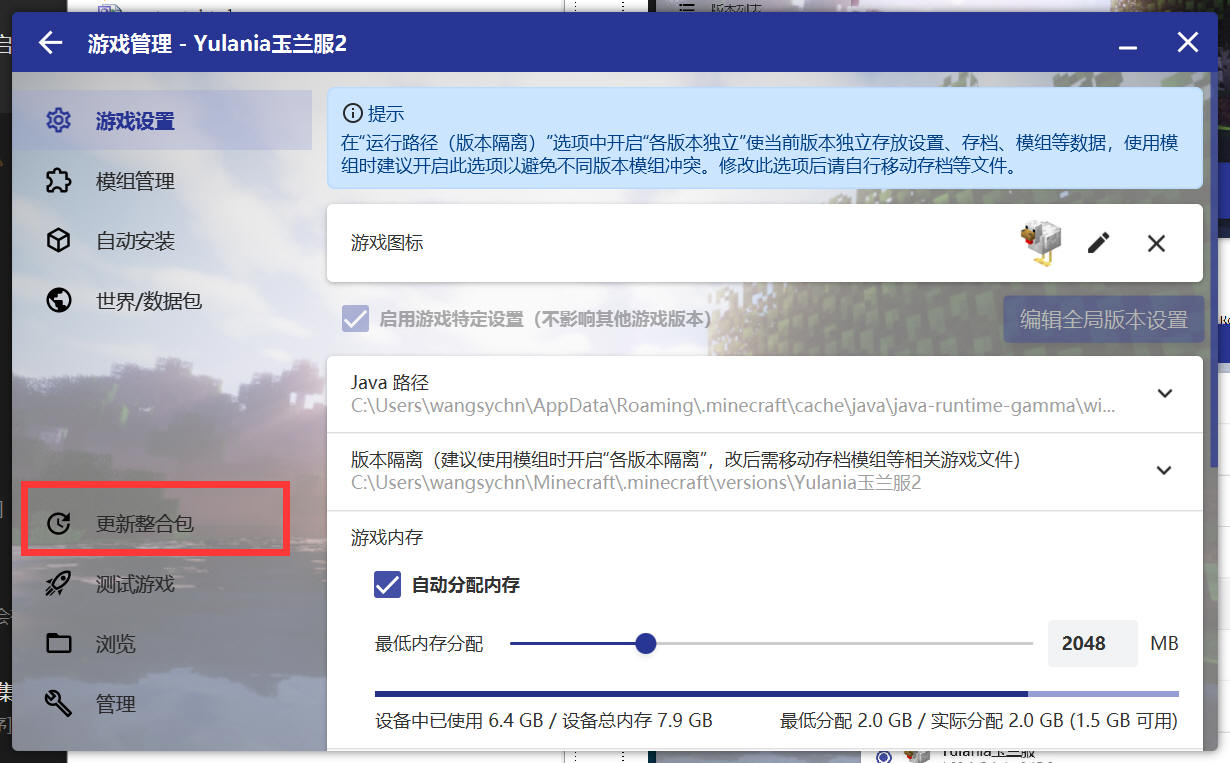 游戏管理 - Yulania玉兰服2
游戏设置
模组管理
自动安装
世界/数据包
更新整合包
测试游戏
浏览
管理
提示
在“运行路径（版本隔离）”选项中开启“各版本独立”使当前版本独立存放设置、存档、模组等数据，使用模
组时建议开启此选项以避免不同版本模组冲突。修改此选项后请自行移动存档等文件。
游戏图标
启用游戏特定设置（不影响其他游戏版本）
编辑全局版本设置
Java 路径
C:\Users\wangsychn\AppData\Roaming\.minecraft\cache\java\java-runtime-gamma\wi...
版本隔离（建议使用模组时开启“各版本隔离”，改后需移动存档模组等相关游戏文件）
C:\Users\wangsychn\Minecraft\.minecraft\versions\Yulania玉兰服2
游戏内存
自动分配内存
最低内存分配
2048 MB
设备中已使用 6.4 GB / 设备总内存 7.9 GB
最低分配 2.0 GB / 实际分配 2.0 GB (1.5 GB 可用)